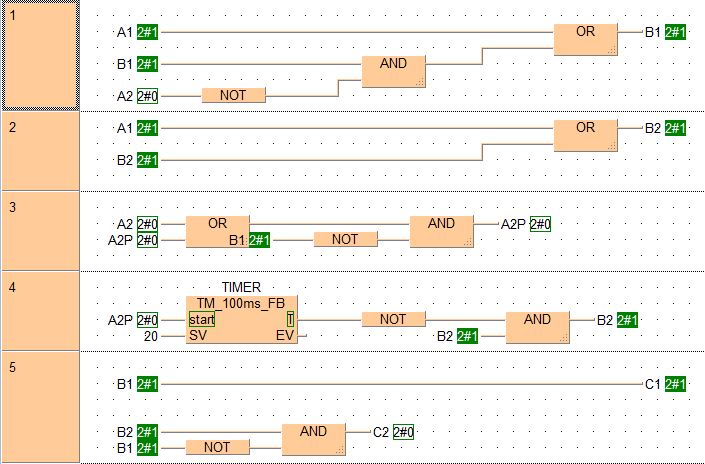 1
A1 2#1 OR B1 2#1
B1 2#1 AND
A2 2#0 NOT
2
A1 2#1 OR B2 2#1
B2 2#1
3
A2 2#0 OR AND A2P 2#0
A2P 2#0 B1 2#1 NOT
4
TIMER
TM_100ms_FB
A2P 2#0 start T NOT AND B2 2#1
20 SV EV B2 2#1
5
B1 2#1 C1 2#1
B2 2#1 AND C2 2#0
B1 2#1 NOT